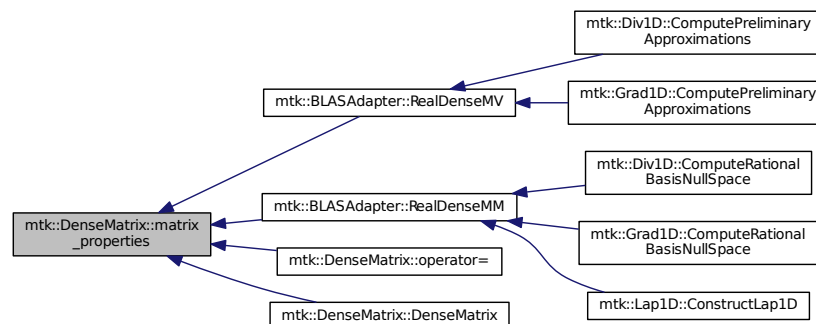 mtk::Div1D::ComputePreliminary
Approximations
mtk::BLASAdapter::RealDenseMV
mtk::Grad1D::ComputePreliminary
Approximations
mtk::Div1D::ComputeRational
BasisNullSpace
mtk::BLASAdapter::RealDenseMM
mtk::DenseMatrix::matrix
_properties
mtk::Grad1D::ComputeRational
BasisNullSpace
mtk::DenseMatrix::operator=
mtk::Lap1D::ConstructLap1D
mtk::DenseMatrix::DenseMatrix